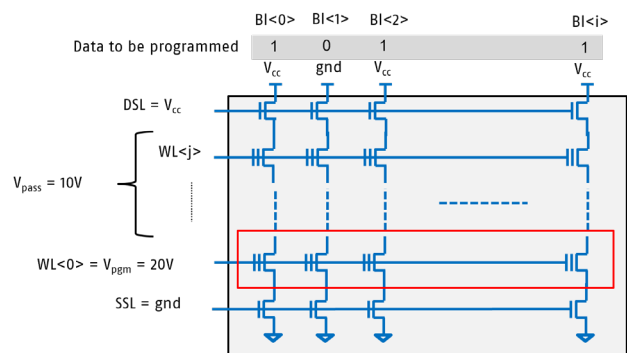 Bl<0> Bl<1> Bl<2> Bl<i>
Data to be programmed 1 0 1 1
Vcc gnd Vcc Vcc
DSL = Vcc
WL<j>
Vpass = 10V
WL<0> = Vpgm = 20V
SSL = gnd